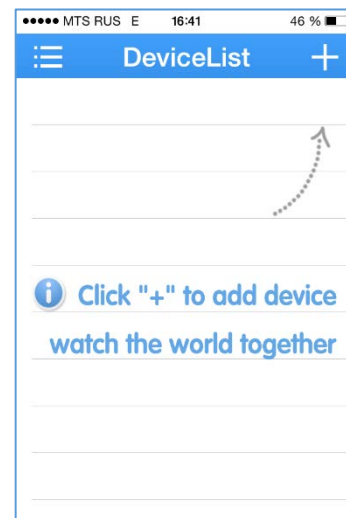 MTS RUS E 16:41 46 %
DeviceList
Click "+" to add device
watch the world together